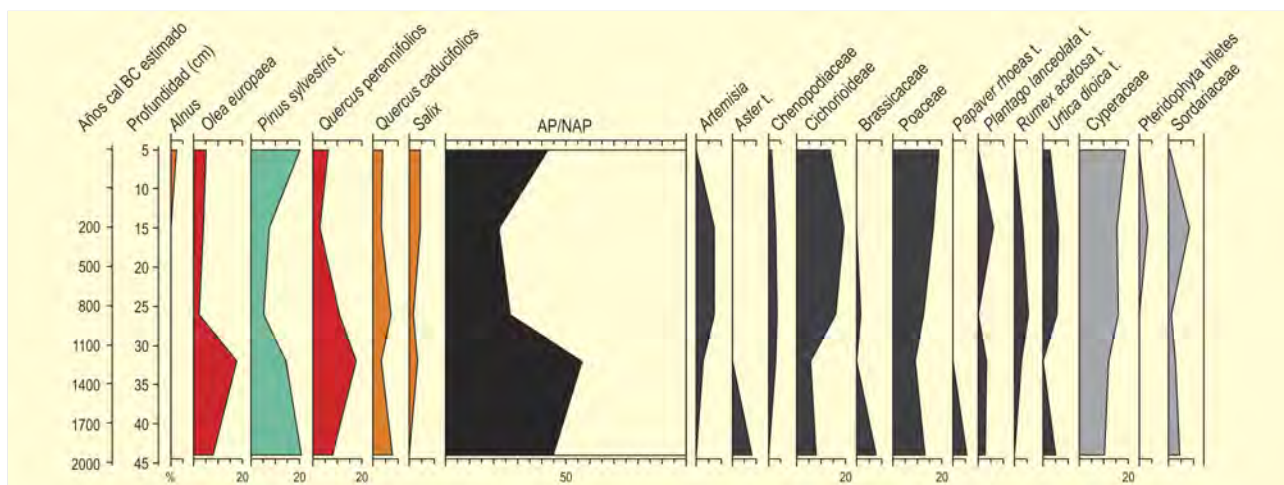 Años cal BC estimado
Profundidad (cm)
Alnus
Olea europaea
Pinus sylvestris t.
Quercus perennifolios
Quercus caducifolios
Salix
AP/NAP
Artemisia
Aster t.
Chenopodiaceae
Cichorioideae
Brassicaceae
Poaceae
Papaver rhoeas t.
Plantago lanceolata t.
Rumex acetosa t.
Urtica dioica t.
Cyperaceae
Pteridophyta triletes
Sordariaceae
5
10
200 15
500 20
800 25
1100 30
1400 35
1700 40
2000 45
% 20 20 20 50 20 20 20 20